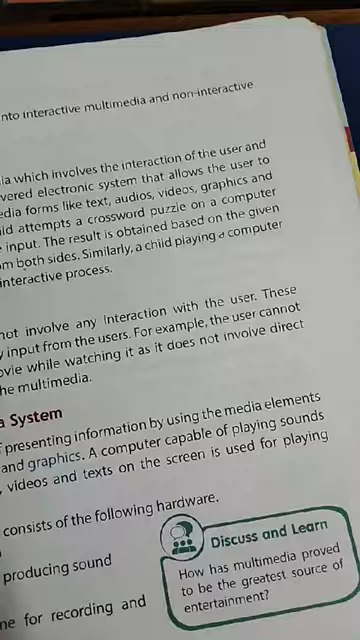 nto interactive multimedia and non-interactive
ia which involves the interaction of the user and
vered electronic system that allows the user to
edia forms like text, audios, videos, graphics and
ild attempts a crossword puzzle on a computer
input. The result is obtained based on the given
om both sides. Similarly, a child playing a computer
interactive process.
not involve any interaction with the user. These
y input from the users. For example, the user cannot
ovie while watching it as it does not involve direct
he multimedia.
a System
f presenting information by using the media elements
and graphics. A computer capable of playing sounds
, videos and texts on the screen is used for playing
consists of the following hardware.
producing sound
ne for recording and
Discuss and Learn
How has multimedia proved
to be the greatest source of
entertainment?